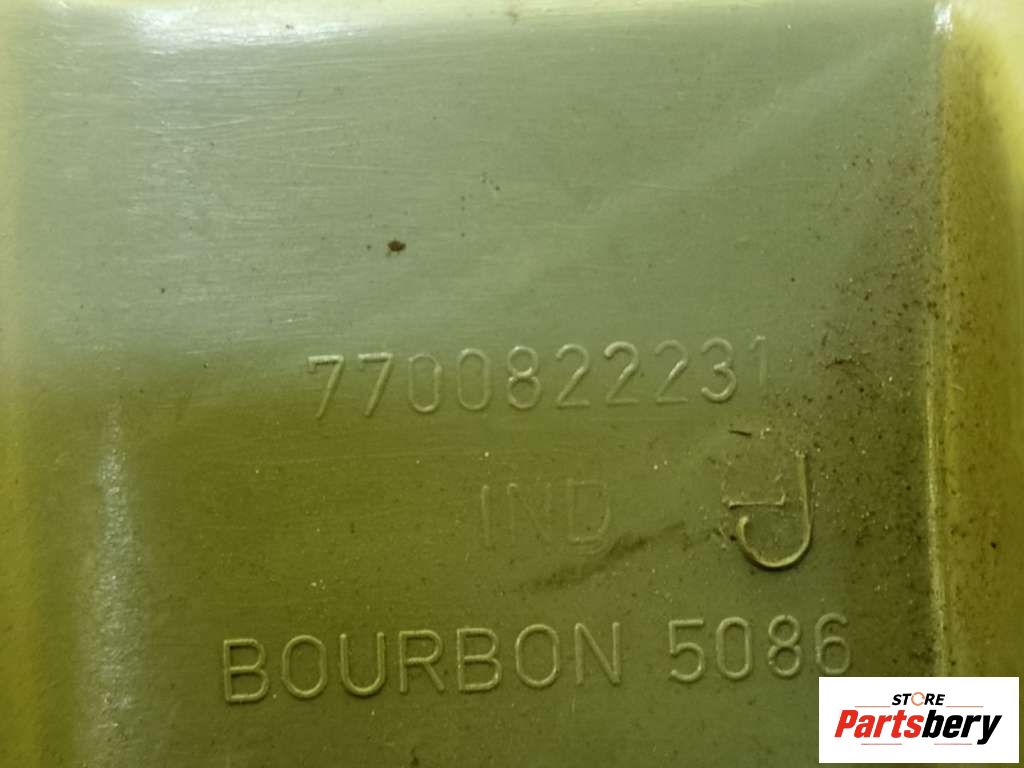 7700822231
IND J
BOURBON 5086
STORE
Partsbery